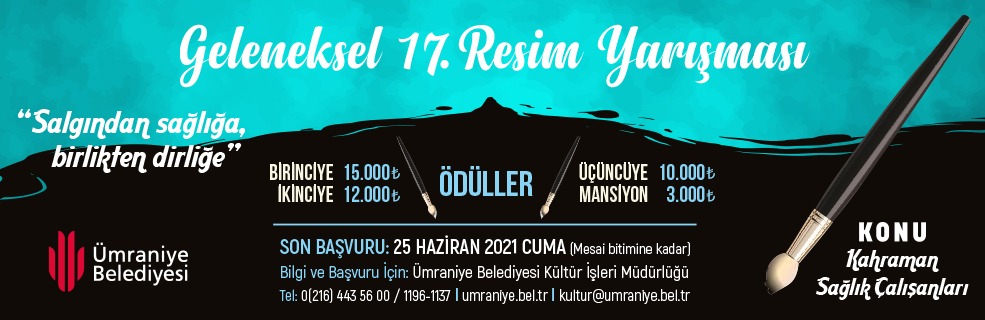 Geleneksel 17. Resim Yarışması
“Salgından sağlığa,
birlikten dirliğe”
BİRİNCİYE 15.000₺
İKİNCİYE 12.000₺
ÖDÜLLER
ÜÇÜNCÜYE 10.000₺
MANSİYON 3.000₺
SON BAŞVURU: 25 HAZİRAN 2021 CUMA (Mesai bitimine kadar)
Bilgi ve Başvuru İçin: Ümraniye Belediyesi Kültür İşleri Müdürlüğü
Tel: 0(216) 443 56 00 / 1196-1137 | umraniye.bel.tr | kultur@umraniye.bel.tr
Ümraniye
Belediyesi
KONU
Kahraman
Sağlık Çalışanları